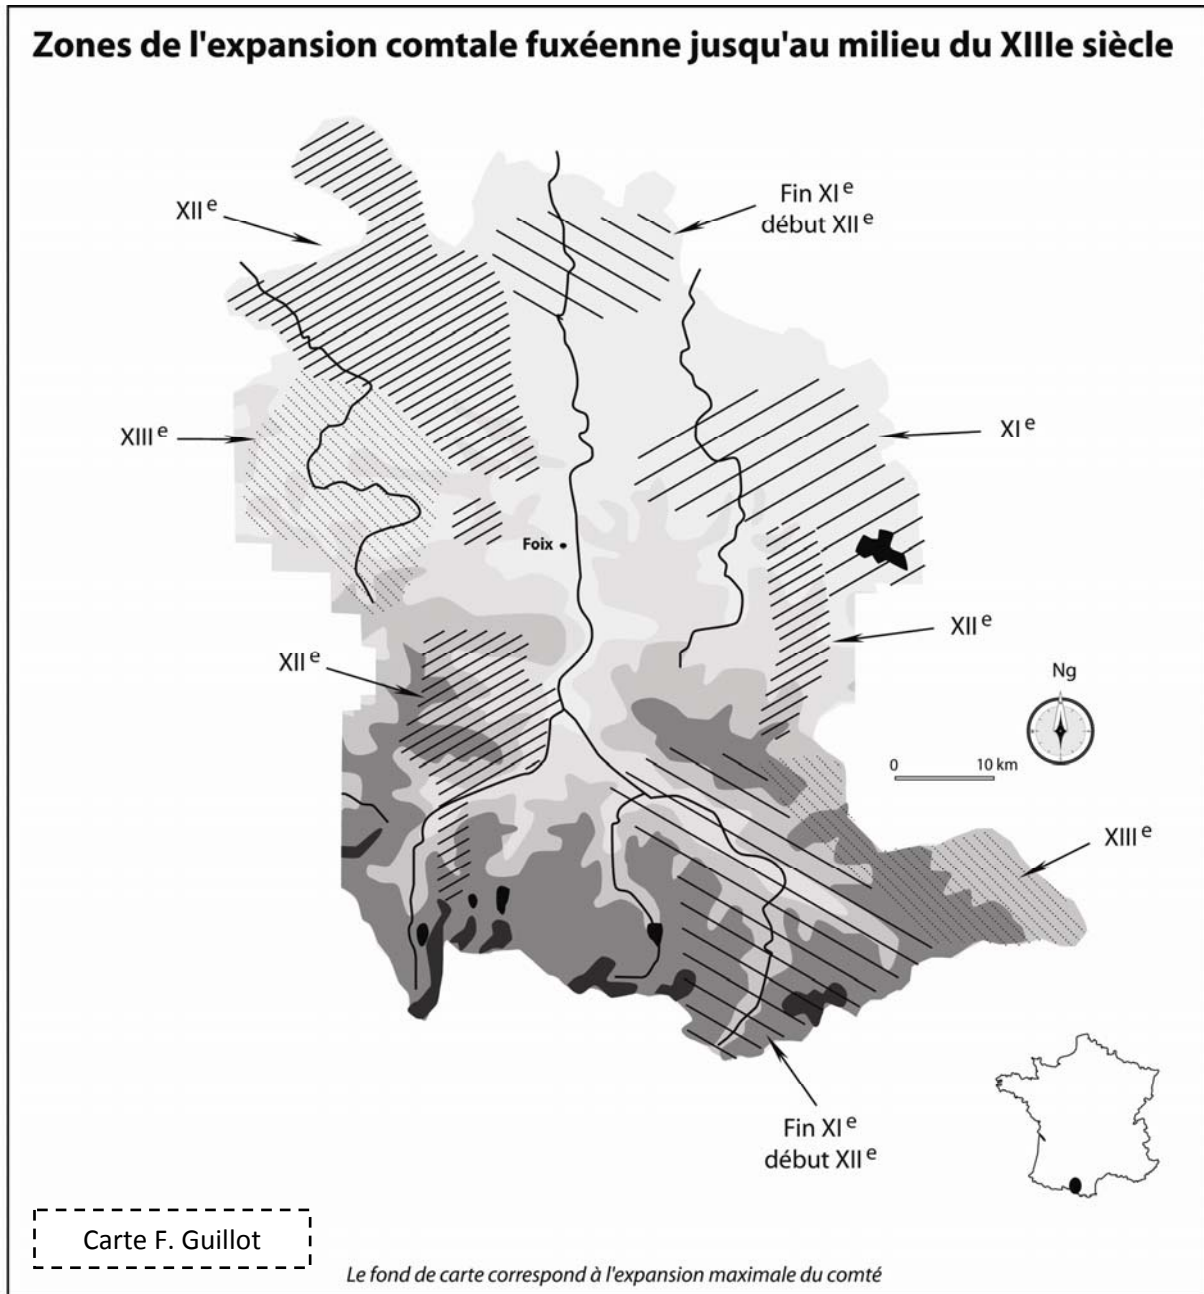 Zones de l'expansion comtale fuxéenne jusqu'au milieu du XIIIe siècle
XIIe
Fin XIe
début XIIe
XIIIe
XIe
Foix
XIIe
XIIe
Ng
0 10 km
XIIIe
Fin XIe
début XIIe
Carte F. Guillot
Le fond de carte correspond à l'expansion maximale du comté